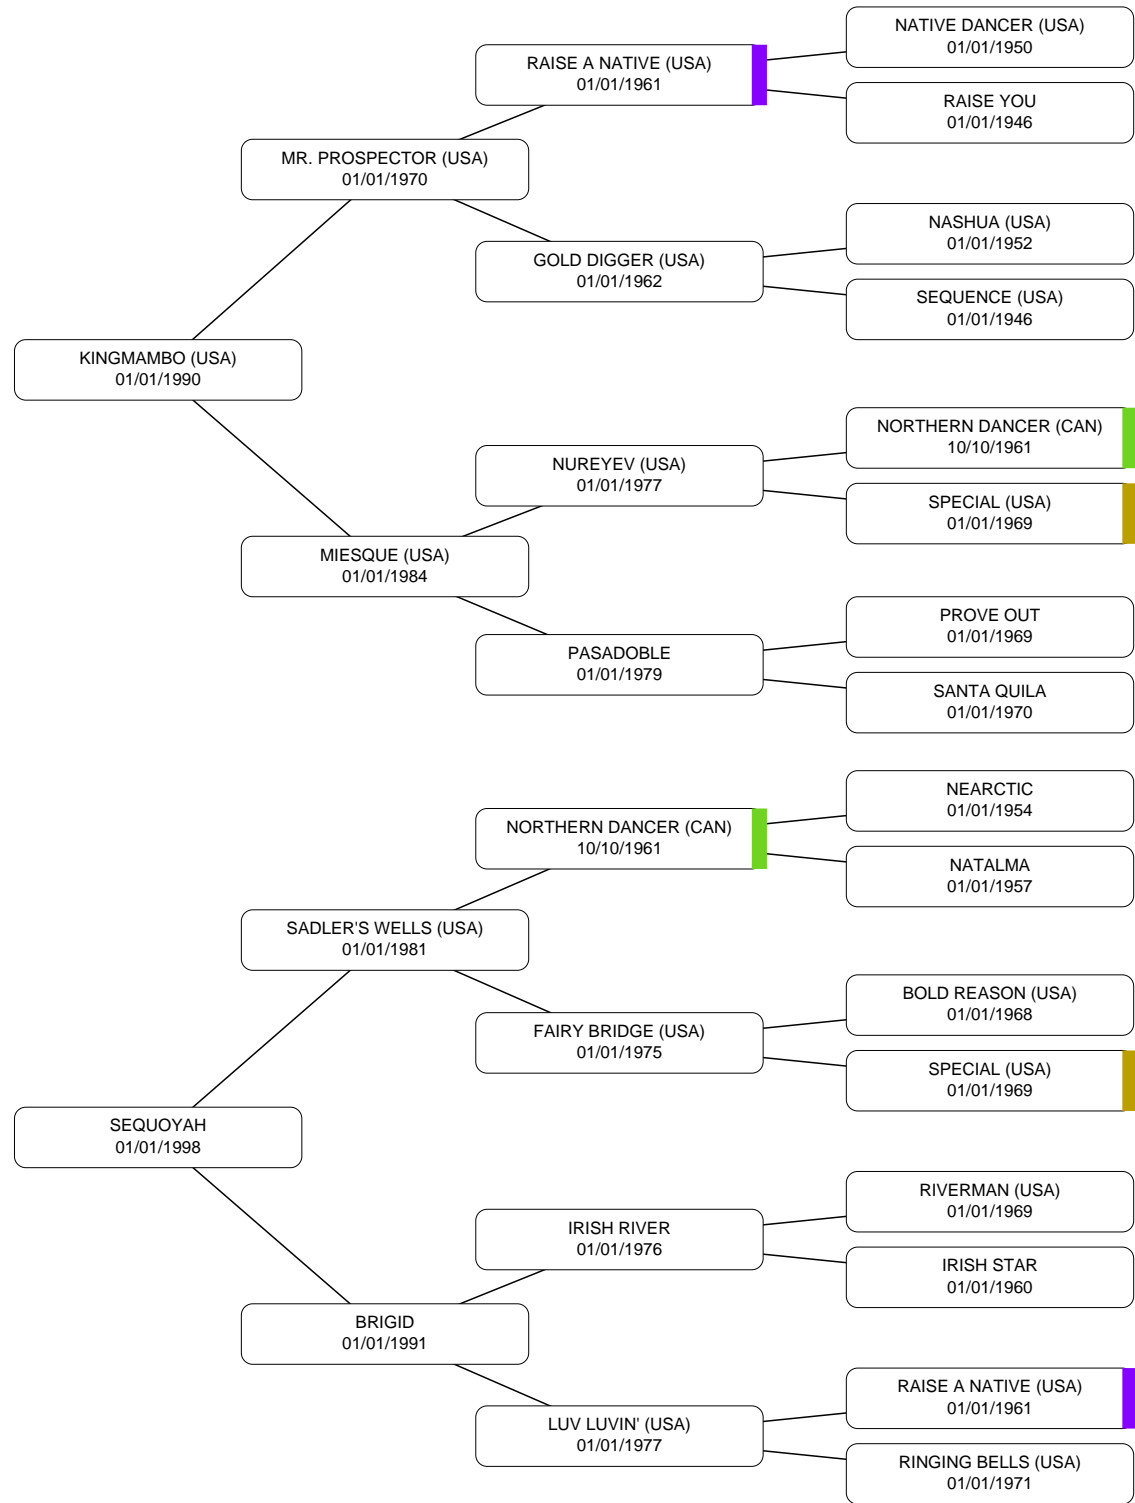 NATIVE DANCER (USA)
01/01/1950
RAISE A NATIVE (USA)
01/01/1961
RAISE YOU
01/01/1946
MR. PROSPECTOR (USA)
01/01/1970
NASHUA (USA)
01/01/1952
GOLD DIGGER (USA)
01/01/1962
SEQUENCE (USA)
01/01/1946
KINGMAMBO (USA)
01/01/1990
NORTHERN DANCER (CAN)
10/10/1961
NUREYEV (USA)
01/01/1977
SPECIAL (USA)
01/01/1969
MIESQUE (USA)
01/01/1984
PROVE OUT
01/01/1969
PASADOBLE
01/01/1979
SANTA QUILA
01/01/1970
NEARCTIC
01/01/1954
NORTHERN DANCER (CAN)
10/10/1961
NATALMA
01/01/1957
SADLER'S WELLS (USA)
01/01/1981
BOLD REASON (USA)
01/01/1968
FAIRY BRIDGE (USA)
01/01/1975
SPECIAL (USA)
01/01/1969
SEQUOYAH
01/01/1998
RIVERMAN (USA)
01/01/1969
IRISH RIVER
01/01/1976
IRISH STAR
01/01/1960
BRIGID
01/01/1991
RAISE A NATIVE (USA)
01/01/1961
LUV LUVIN' (USA)
01/01/1977
RINGING BELLS (USA)
01/01/1971